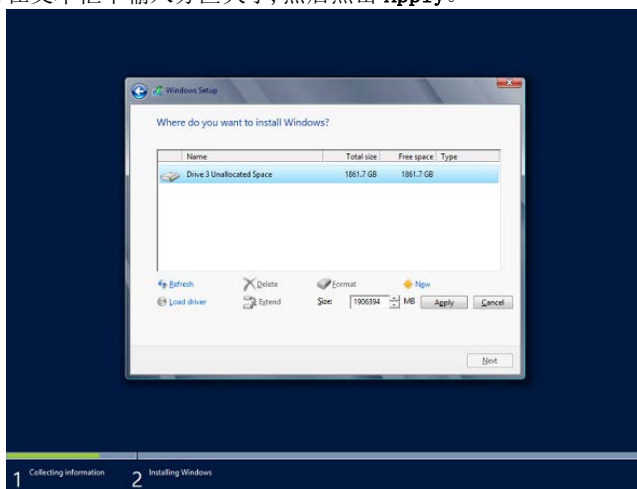 在文本框中输入分区大小，然后点击 Apply。
Windows Setup
Where do you want to install Windows?
Name Total size Free space Type
Drive 3 Unallocated Space 1861.7 GB 1861.7 GB
Refresh Delete Format New
Load driver Extend Size: 1906394 MB Apply Cancel
Next
1 Collecting information 2 Installing Windows